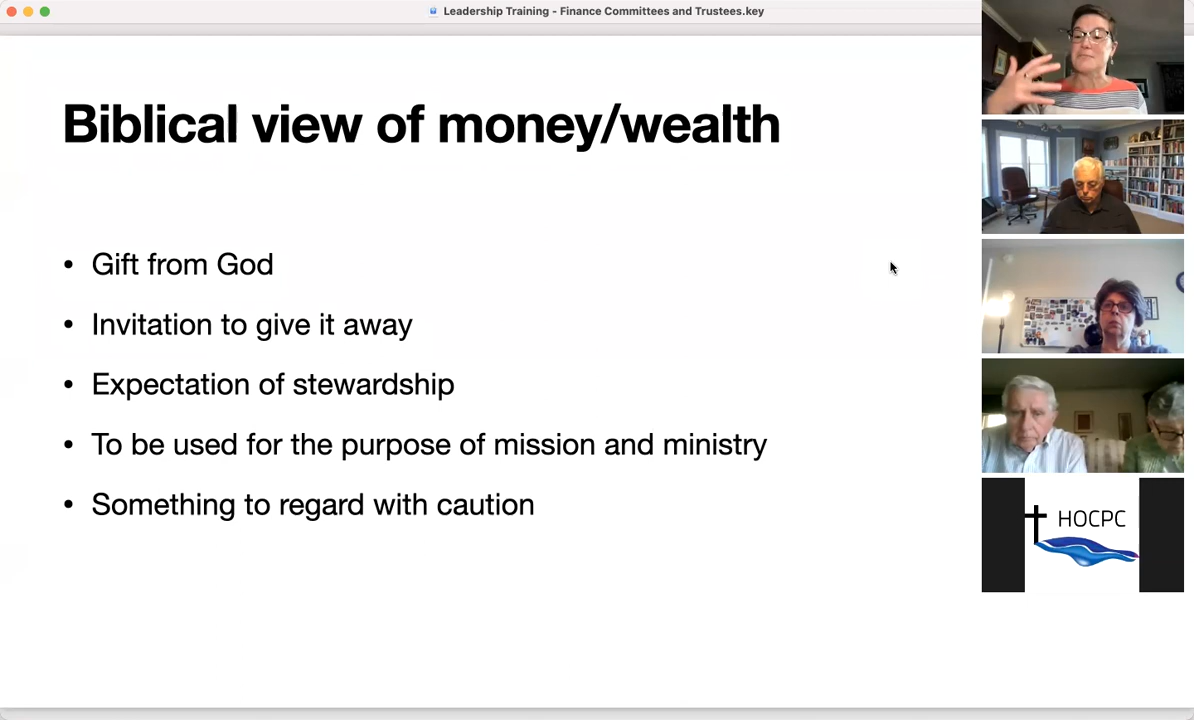 Leadership Training - Finance Committees and Trustees.key
Biblical view of money/wealth
• Gift from God
• Invitation to give it away
• Expectation of stewardship
• To be used for the purpose of mission and ministry
• Something to regard with caution
HOCPC